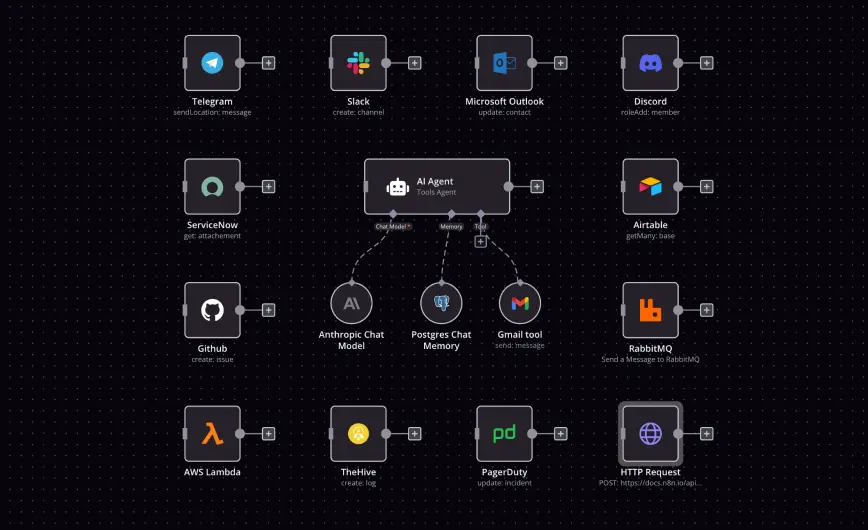 Telegram
sendLocation: message
Slack
create: channel
Microsoft Outlook
update: contact
Discord
roleAdd: member
ServiceNow
get: attachement
AI Agent
Tools Agent
Chat Model *
Memory
Tool
Airtable
getMany: base
Github
create: issue
Anthropic Chat
Model
Postgres Chat
Memory
Gmail tool
send: message
RabbitMQ
Send a Message to RabbitMQ
AWS Lambda
TheHive
create: log
pd
PagerDuty
update: incident
HTTP Request
POST: https://docs.n8n.io/api...